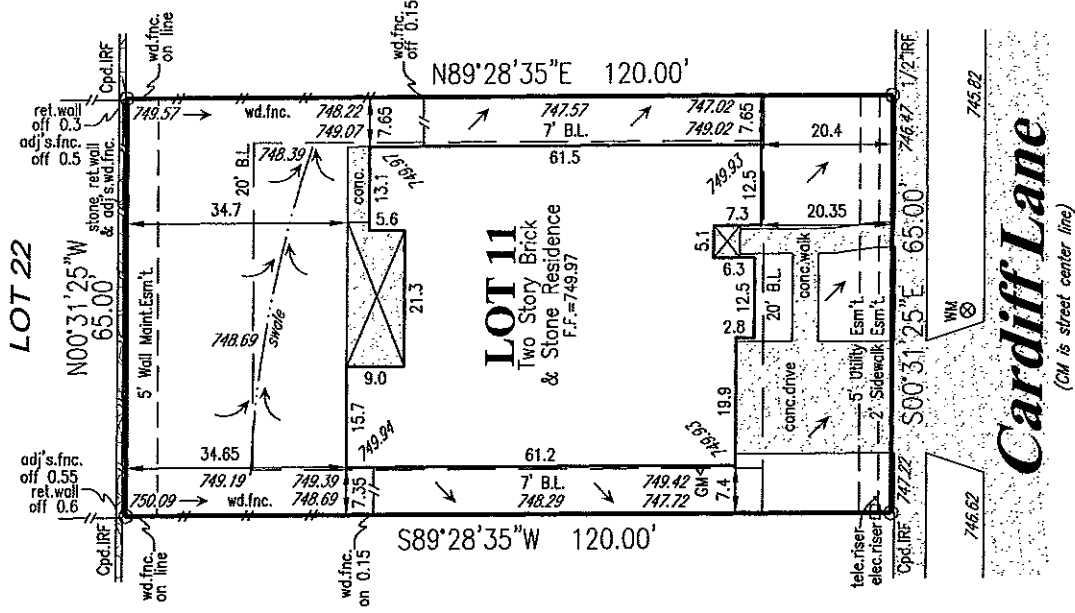 LOT 22
N00°31'25"W
65.00'
Cpd.IRF
wd.fnc.
on line
ret.wall
off 0.3
adj's.fnc.
off 0.5
stone ret.wall
& adj's.wd.fnc.
adj's.fnc.
off 0.55
ret.wall
off 0.6
Cpd.IRF
wd.fnc.
on line
5' Wall Maint.Esm't.
wd.fnc.
off 0.15
N89°28'35"E 120.00'
749.57
wd.fnc.
748.22
749.07
7.65
747.57
7' B.L.
747.02
749.02
7.65
20.4
746.47
1/2"IRF
745.82
748.39
20' B.L.
34.7
conc.
749.97
13.1
5.6
61.5
749.93
12.5
7.3
20.35
5.1
6.3
12.5
2.8
20' B.L.
conc.walk
748.69
swale
21.3
9.0
15.7
749.94
LOT 11
Two Story Brick
& Stone Residence
F.F.=749.97
19.9
749.93
conc.drive
5' Utility Esm't.
2' Sidewalk Esm't.
S00°31'25"E 65.00'
WM
Cardiff Lane
(CM is street center line)
34.65
749.19
750.09
wd.fnc.
749.39
748.69
7.35
61.2
7' B.L.
748.29
749.42
747.72
GM
7.4
wd.fnc.
on 0.15
S89°28'35"W 120.00'
tele.riser
elec.riser
Cpd.IRF
747.22
746.62